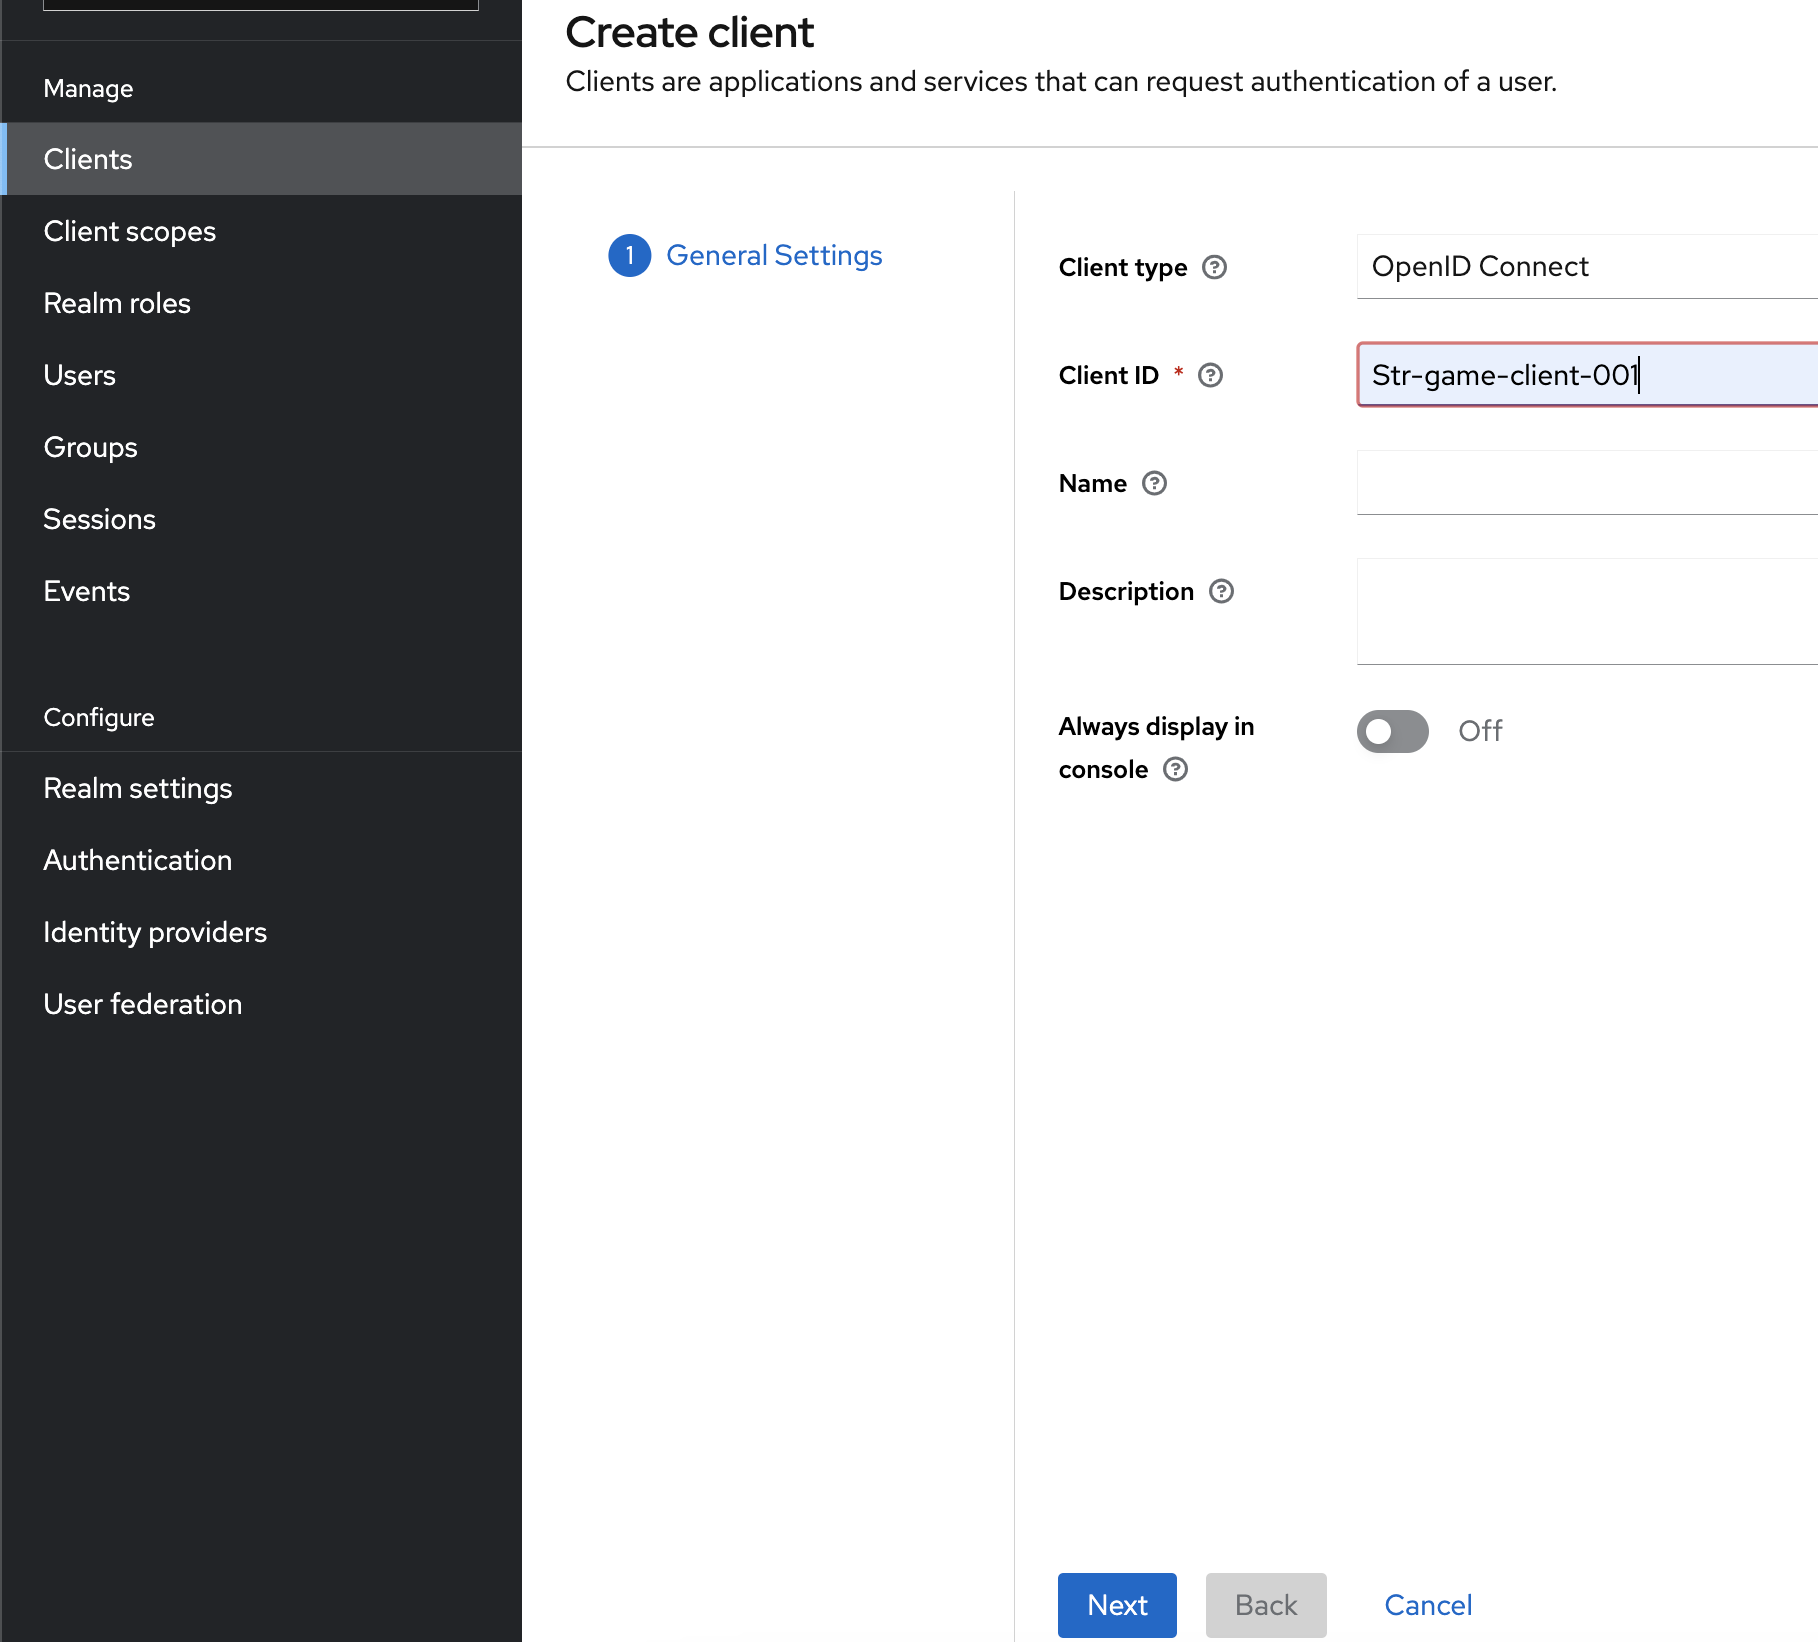 Create client
Clients are applications and services that can request authentication of a user.
Manage
Clients
Client scopes
Realm roles
Users
Groups
Sessions
Events
Configure
Realm settings
Authentication
Identity providers
User federation
1 General Settings
Client type ?
OpenID Connect
Client ID * ?
Str-game-client-001
Name ?
Description ?
Always display in
console ?
Off
Next
Back
Cancel